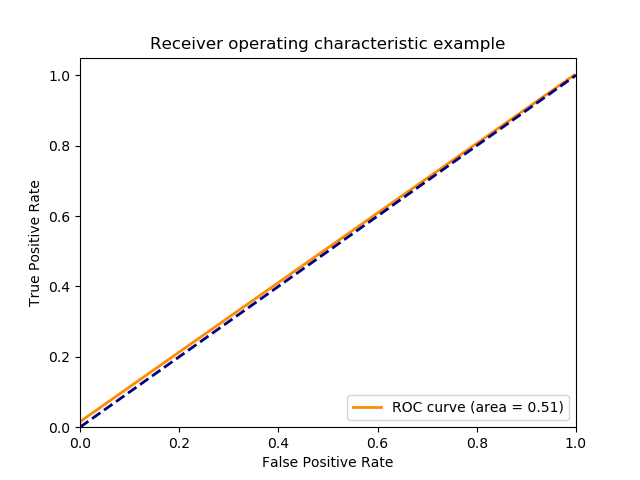 Receiver operating characteristic example
True Positive Rate
1.0
0.8
0.6
0.4
0.2
0.0
ROC curve (area = 0.51)
0.0 0.2 0.4 0.6 0.8 1.0
False Positive Rate